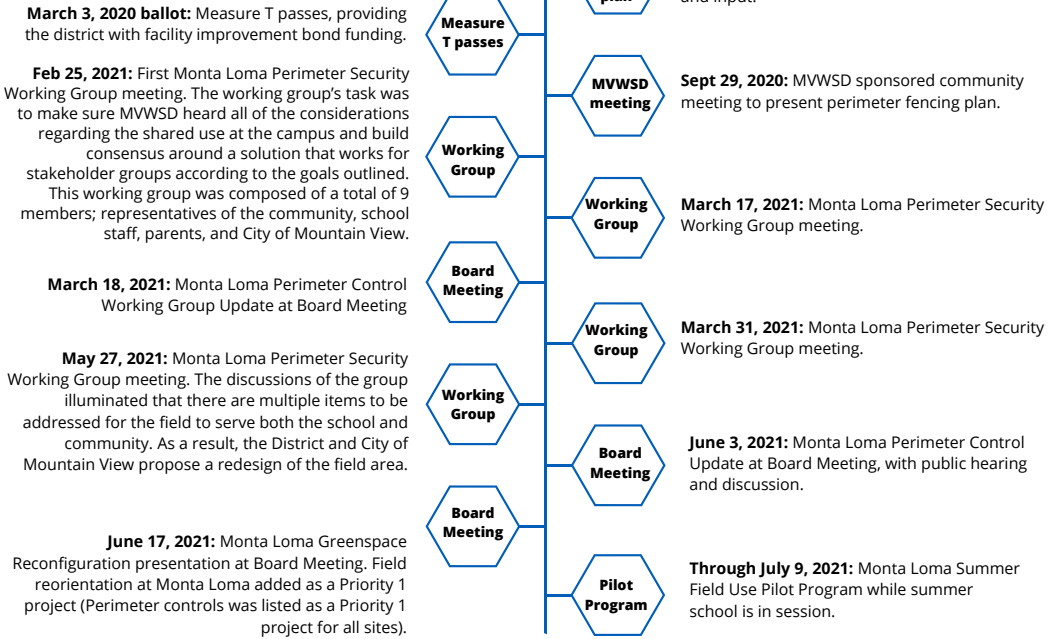 plan
and input.
March 3, 2020 ballot: Measure T passes, providing
the district with facility improvement bond funding.
Measure
T passes
MVWSD
meeting
Sept 29, 2020: MVWSD sponsored community
meeting to present perimeter fencing plan.
Feb 25, 2021: First Monta Loma Perimeter Security
Working Group meeting. The working group's task was
to make sure MVWSD heard all of the considerations
regarding the shared use at the campus and build
consensus around a solution that works for
stakeholder groups according to the goals outlined.
This working group was composed of a total of 9
members; representatives of the community, school
staff, parents, and City of Mountain View.
Working
Group
Working
Group
March 17, 2021: Monta Loma Perimeter Security
Working Group meeting.
March 18, 2021: Monta Loma Perimeter Control
Working Group Update at Board Meeting
Board
Meeting
Working
Group
March 31, 2021: Monta Loma Perimeter Security
Working Group meeting.
May 27, 2021: Monta Loma Perimeter Security
Working Group meeting. The discussions of the group
illuminated that there are multiple items to be
addressed for the field to serve both the school and
community. As a result, the District and City of
Mountain View propose a redesign of the field area.
Working
Group
Board
Meeting
June 3, 2021: Monta Loma Perimeter Control
Update at Board Meeting, with public hearing
and discussion.
Board
Meeting
June 17, 2021: Monta Loma Greenspace
Reconfiguration presentation at Board Meeting. Field
reorientation at Monta Loma added as a Priority 1
project (Perimeter controls was listed as a Priority 1
project for all sites).
Pilot
Program
Through July 9, 2021: Monta Loma Summer
Field Use Pilot Program while summer
school is in session.